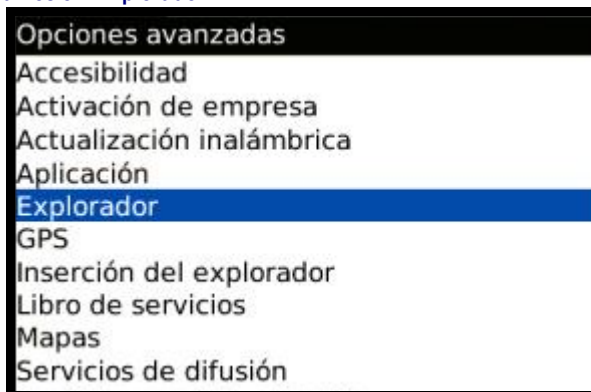 Opciones avanzadas
Accesibilidad
Activación de empresa
Actualización inalámbrica
Aplicación
Explorador
GPS
Inserción del explorador
Libro de servicios
Mapas
Servicios de difusión